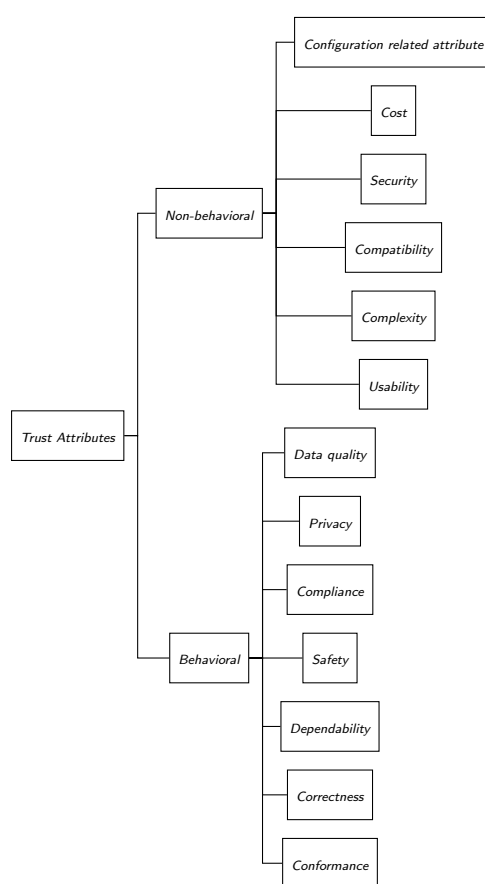 Configuration related attribute
Cost
Security
Non-behavioral
Compatibility
Complexity
Usability
Trust Attributes
Data quality
Privacy
Compliance
Behavioral
Safety
Dependability
Correctness
Conformance